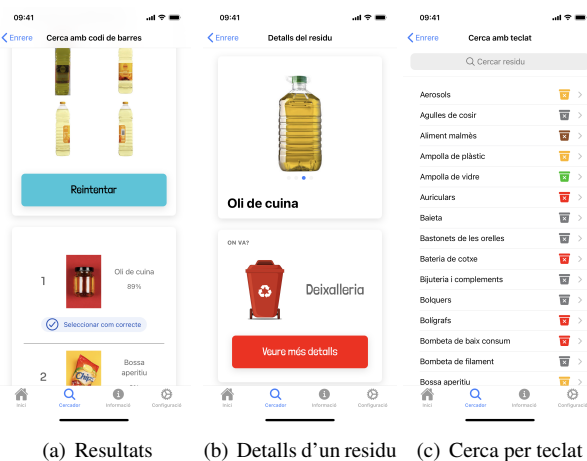 09:41
Enrere Cerca amb codi de barres
Reintentar
1 Oli de cuina
89%
Seleccionar com correcte
2 Bossa
aperitiu
Inici Cercador Informació Configuració
(a) Resultats
09:41
Enrere Detalls del residu
Oli de cuina
ON VA?
Deixalleria
Veure més detalls
Inici Cercador Informació Configuració
(b) Detalls d'un residu
09:41
Enrere Cerca amb teclat
Cercar residu
Aerosols
Agulles de cosir
Aliment malmès
Ampolla de plàstic
Ampolla de vidre
Auriculars
Baieta
Bastonets de les orelles
Bateria de cotxe
Bijuteria i complements
Bolquers
Bolígrafs
Bombeta de baix consum
Bombeta de filament
Bossa aperitiu
Inici Cercador Informació Configuració
(c) Cerca per teclat